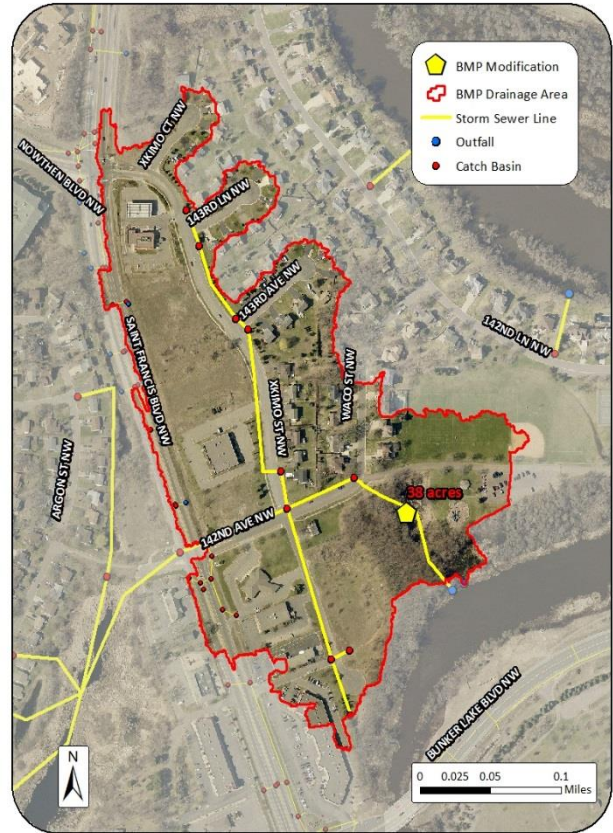 BMP Modification
BMP Drainage Area
Storm Sewer Line
Outfall
Catch Basin
XKIMO CT NW
NOWTHEN BLVD NW
143RD LN NW
143RD AVE NW
142ND LN NW
SAINT FRANCIS BLVD NW
WACO ST NW
XKIMO ST NW
ARGON ST NW
38 acres
142ND AVE NW
BUNKER LAKE BLVD NW
N
0 0.025 0.05 0.1
Miles